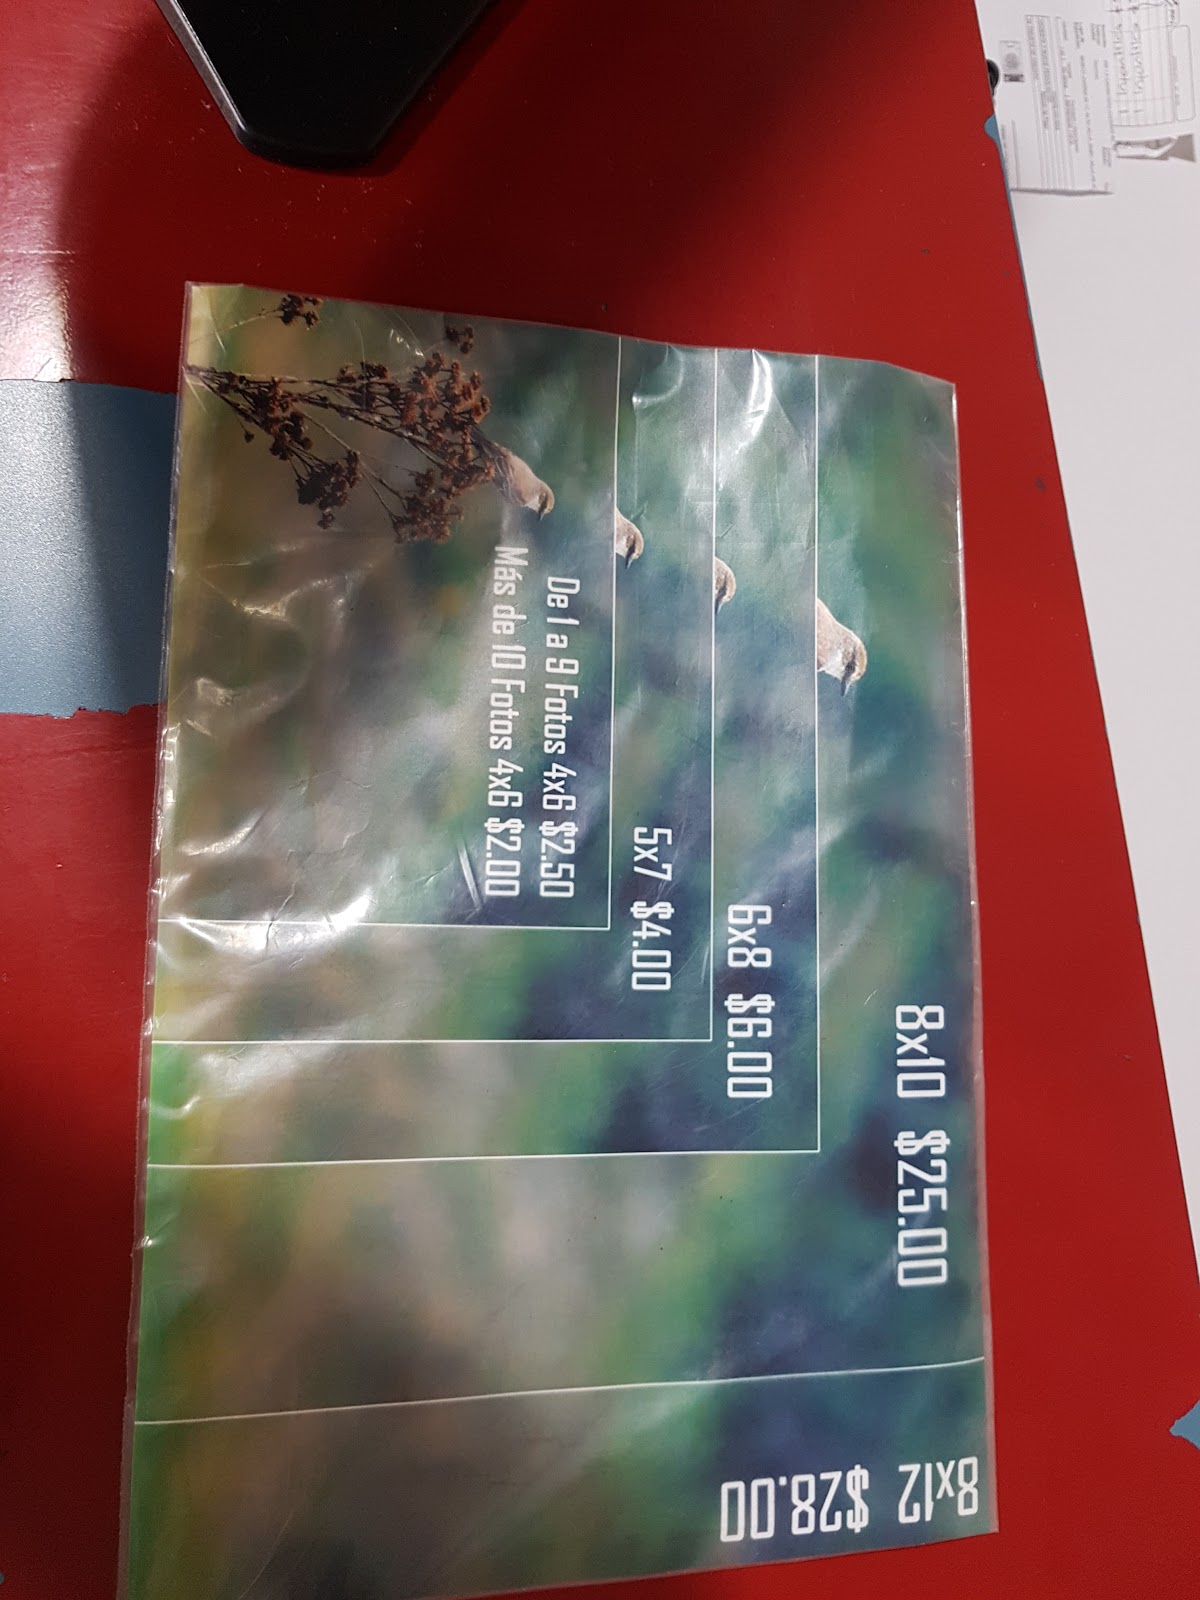 De 1 a 9 Fotos 4x6 $2.50
Más de 10 Fotos 4x6 $2.00
5x7 $4.00
6x8 $6.00
8x10 $25.00
8x12 $28.00